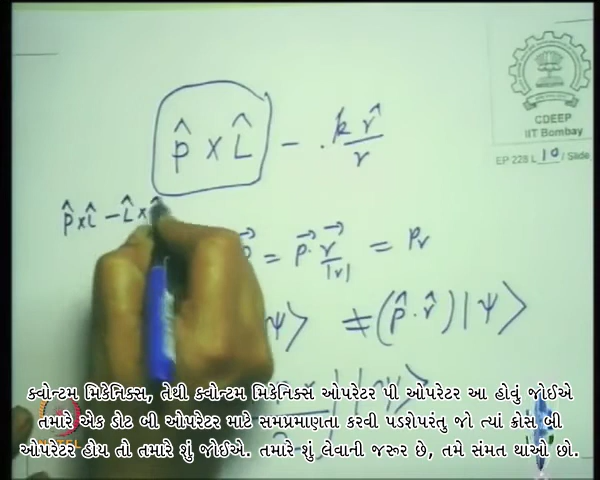 CDEEP
IIT Bombay
EP 228 L 10 / Slide
p̂ × L̂ - k r̂ / r
p̂ × L̂ - L̂ ×
= p⃗ · r⃗ / |r| = pr
ψ⟩ ≠ (p̂ · r̂) |ψ⟩
ક્વોન્ટમ મિકેનિક્સ, તેથી ક્વોન્ટમ મિકેનિક્સ ઓપરેટર પી ઓપરેટર આ હોવું જોઈએ
તમારે એક ડોટ બી ઓપરેટર માટે સમપ્રમાણતા કરવી પડશેપરંતુ જો ત્યાં ક્રોસ બી
ઓપરેટર હોય તો તમારે શું જોઈએ. તમારે શું લેવાની જરૂર છે, તમે સંમત થાઓ છો.